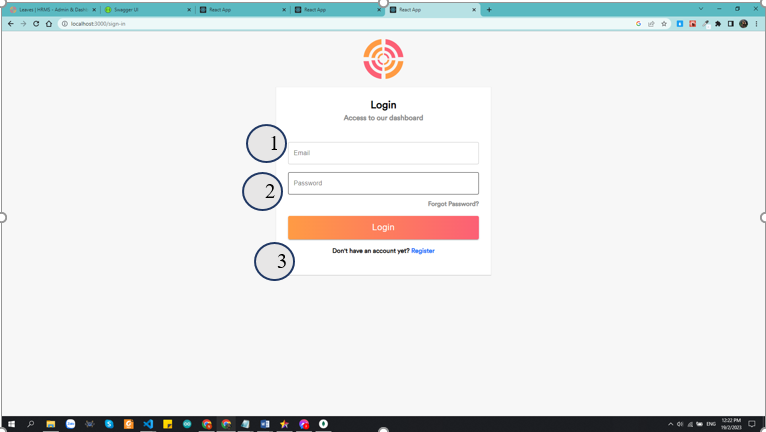 Leaves | HRMS - Admin & Dash
Swagger UI
React App
React App
React App
localhost:3000/sign-in
Login
Access to our dashboard
1
Email
2
Password
Forgot Password?
Login
Don't have an account yet? Register
3
ENG
12:22 PM
10/2/2023